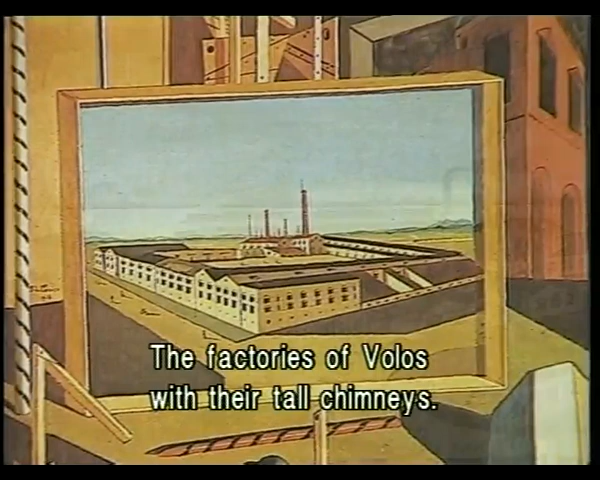 The factories of Volos
with their tall chimneys.